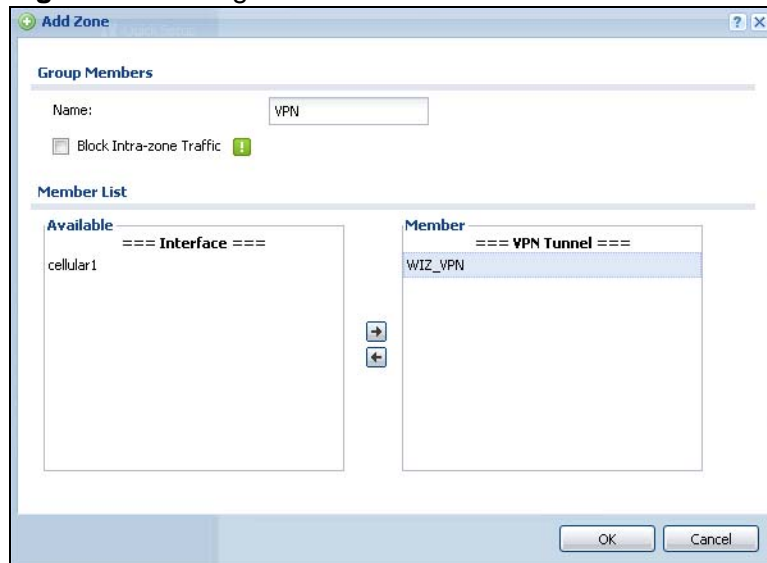 Add Zone
Group Members
Name: VPN
Block Intra-zone Traffic
Member List
Available
=== Interface ===
cellular1
Member
=== VPN Tunnel ===
WIZ_VPN
OK Cancel